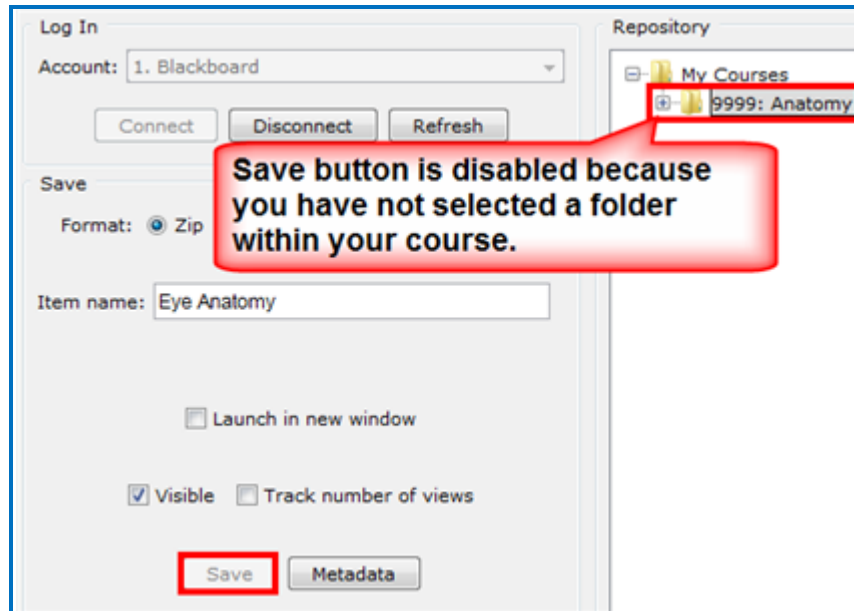 Log In
Repository
Account: 1. Blackboard
My Courses
9999: Anatomy
Connect Disconnect Refresh
Save button is disabled because
you have not selected a folder
within your course.
Save
Format: Zip
Item name: Eye Anatomy
Launch in new window
Visible Track number of views
Save Metadata